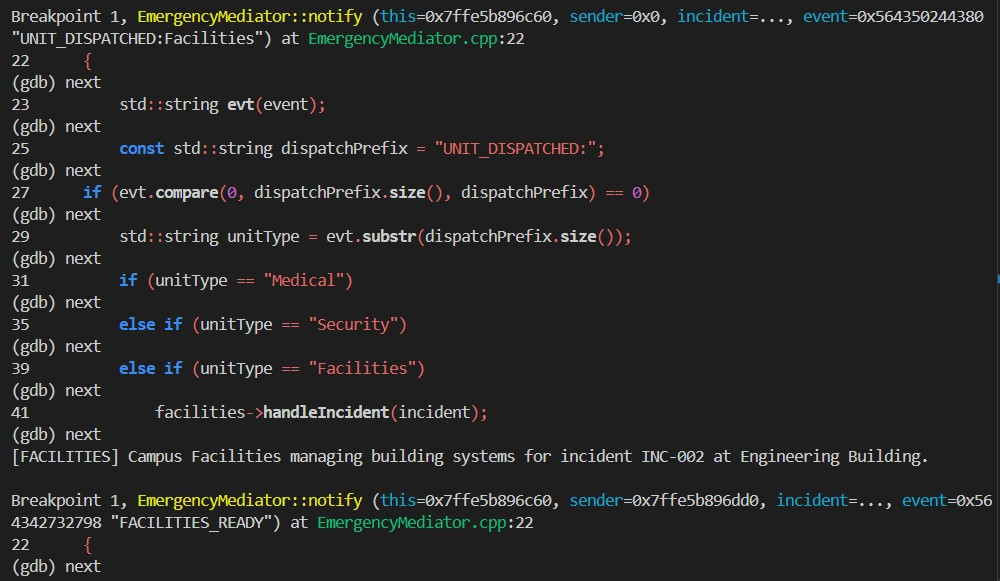 Breakpoint 1, EmergencyMediator::notify (this=0x7ffe5b896c60, sender=0x0, incident=..., event=0x564350244380
"UNIT_DISPATCHED:Facilities") at EmergencyMediator.cpp:22
22      {
(gdb) next
23          std::string evt(event);
(gdb) next
25          const std::string dispatchPrefix = "UNIT_DISPATCHED:";
(gdb) next
27      if (evt.compare(0, dispatchPrefix.size(), dispatchPrefix) == 0)
(gdb) next
29          std::string unitType = evt.substr(dispatchPrefix.size());
(gdb) next
31          if (unitType == "Medical")
(gdb) next
35          else if (unitType == "Security")
(gdb) next
39          else if (unitType == "Facilities")
(gdb) next
41              facilities->handleIncident(incident);
(gdb) next
[FACILITIES] Campus Facilities managing building systems for incident INC-002 at Engineering Building.

Breakpoint 1, EmergencyMediator::notify (this=0x7ffe5b896c60, sender=0x7ffe5b896dd0, incident=..., event=0x56
4342732798 "FACILITIES_READY") at EmergencyMediator.cpp:22
22      {
(gdb) next